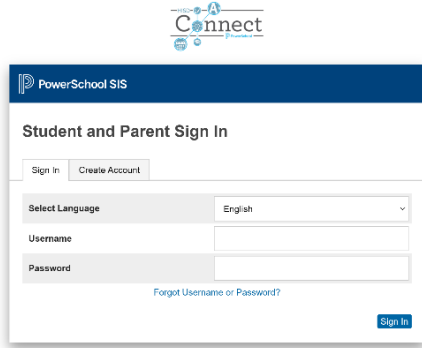 HSD
A
Connect
PowerSchool SIS
Student and Parent Sign In
Sign In
Create Account
Select Language
English
Username
Password
Forgot Username or Password?
Sign In